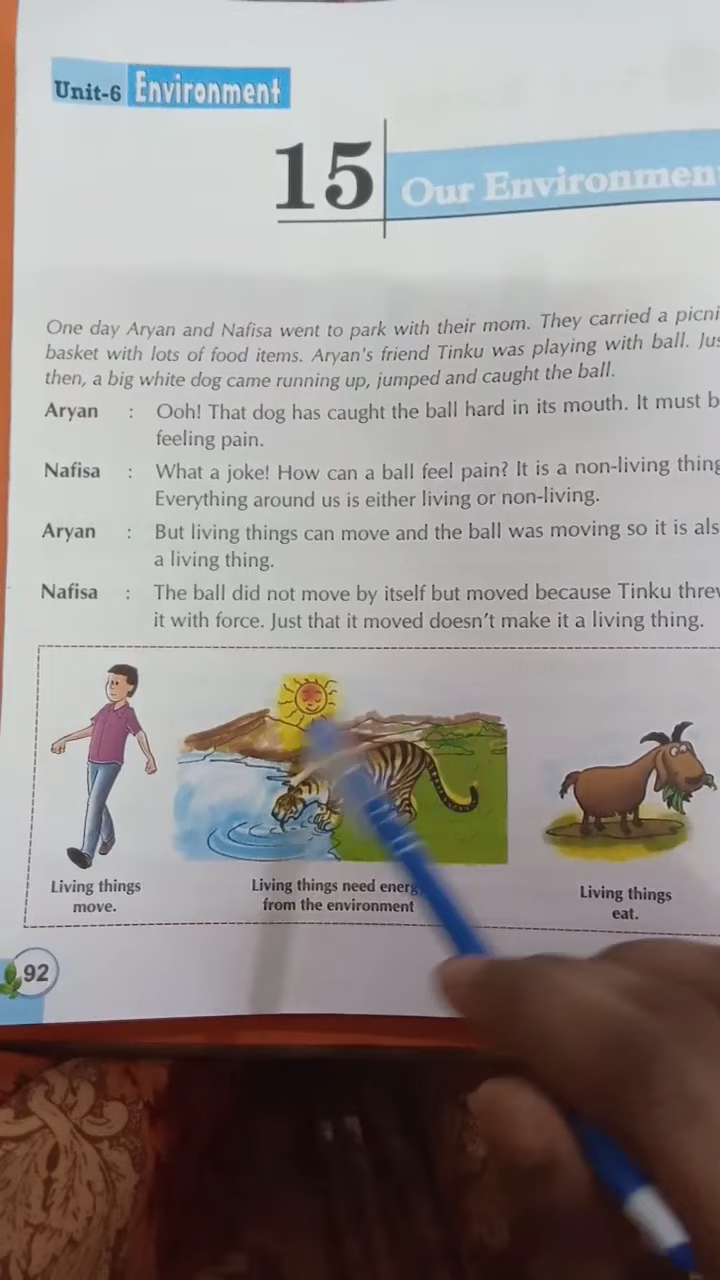 Unit-6 Environment
15 Our Environmen
One day Aryan and Nafisa went to park with their mom. They carried a picni
basket with lots of food items. Aryan's friend Tinku was playing with ball. Jus
then, a big white dog came running up, jumped and caught the ball.
Aryan : Ooh! That dog has caught the ball hard in its mouth. It must b
feeling pain.
Nafisa : What a joke! How can a ball feel pain? It is a non-living thing
Everything around us is either living or non-living.
Aryan : But living things can move and the ball was moving so it is als
a living thing.
Nafisa : The ball did not move by itself but moved because Tinku threw
it with force. Just that it moved doesn't make it a living thing.
Living things
move.
Living things need energ
from the environment
Living things
eat.
92